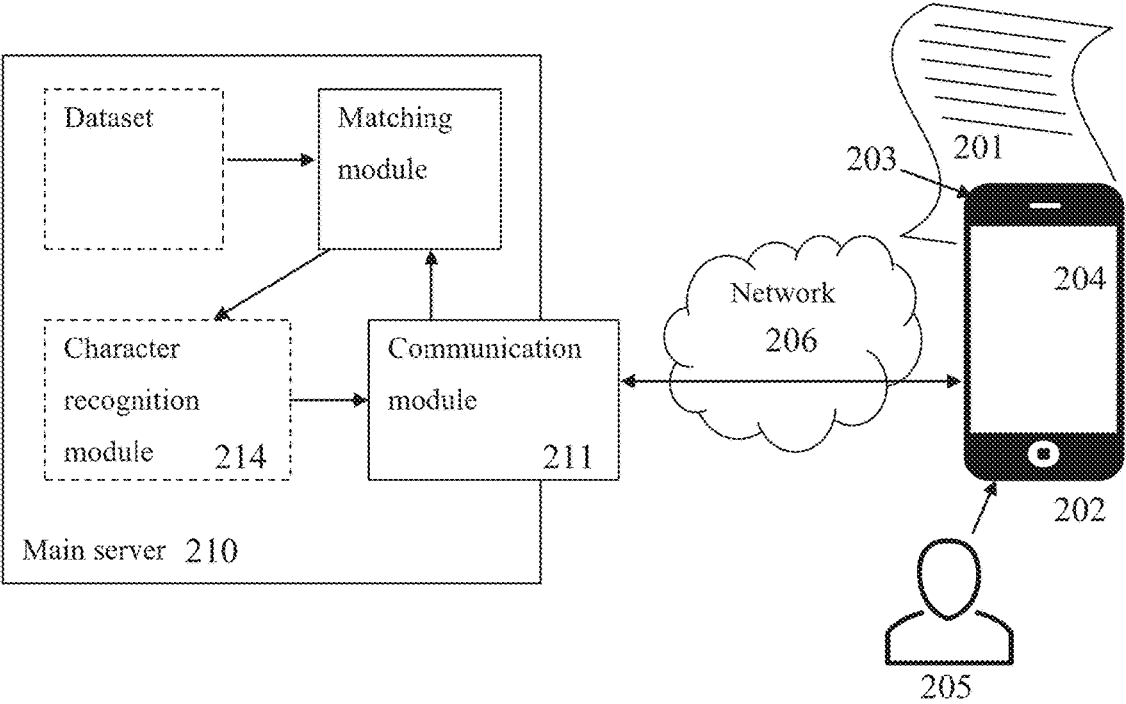 Dataset
Matching
module
Character
recognition
module 214
Communication
module
211
Main server 210
Network
206
201
203
204
202
205